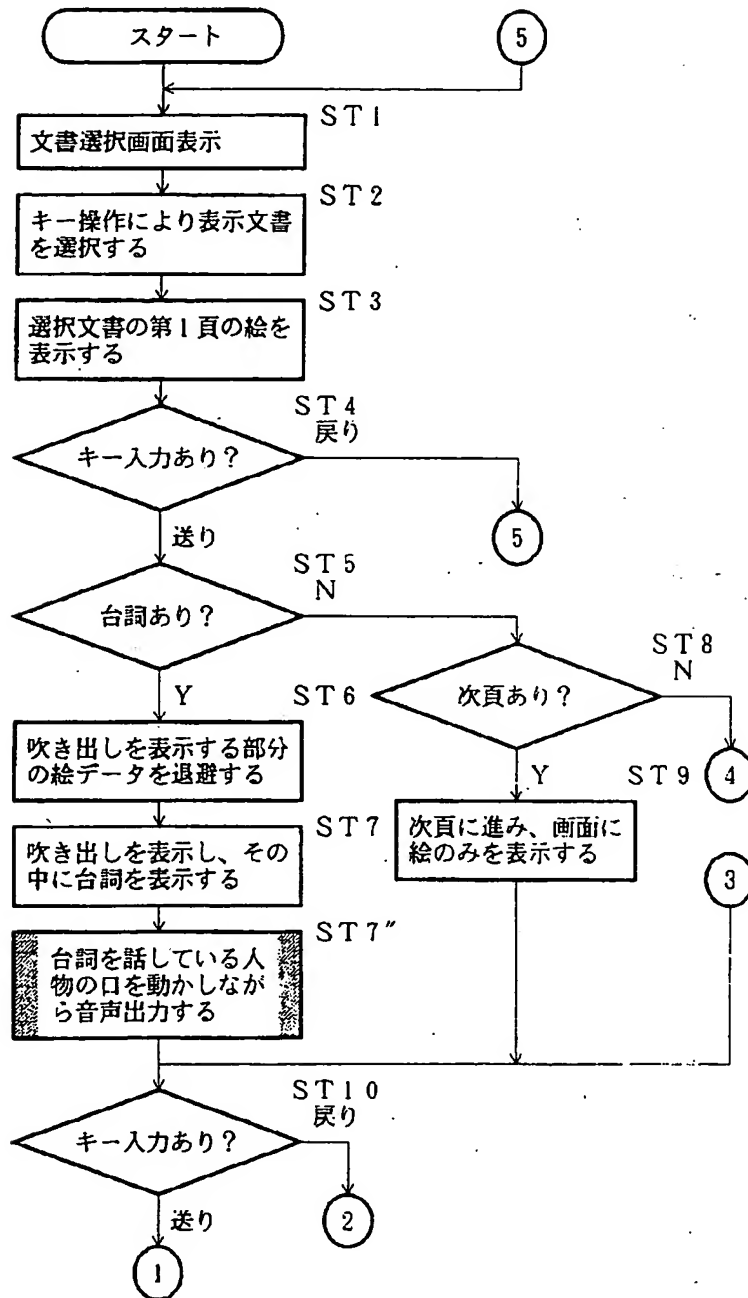 スタート
5
ST1
文書選択画面表示
ST2
キー操作により表示文書
を選択する
ST3
選択文書の第1頁の絵を
表示する
ST4
戻り
キー入力あり?
5
送り
ST5
N
台詞あり?
ST8
N
次頁あり?
Y
ST6
4
吹き出しを表示する部分
の絵データを退避する
Y
ST9
ST7
次頁に進み、画面に
絵のみを表示する
吹き出しを表示し、その
中に台詞を表示する
3
ST7″
台詞を話している人
物の口を動かしなが
ら音声出力する
ST10
戻り
キー入力あり?
2
送り
1